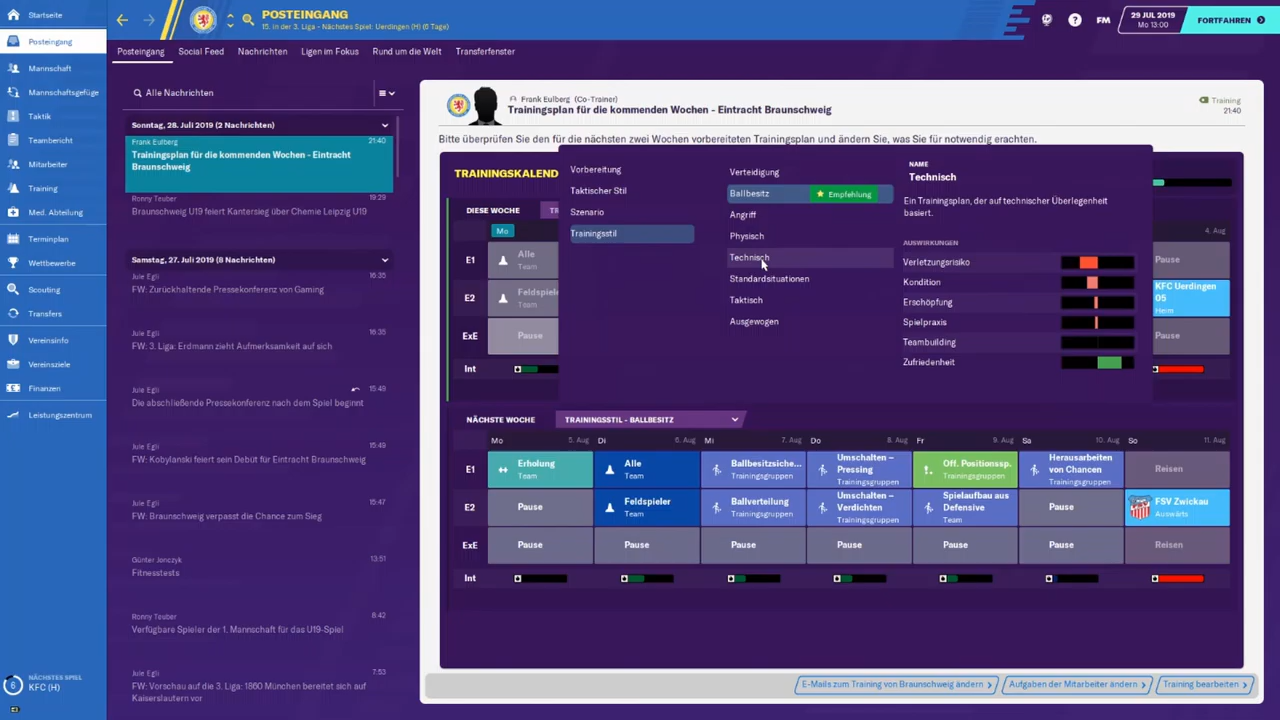 Startseite
Posteingang
Mannschaft
Mannschaftsgefüge
Taktik
Teambericht
Mitarbeiter
Training
Med. Abteilung
Terminplan
Wettbewerbe
Scouting
Transfers
Vereinsinfo
Vereinsziele
Finanzen
Leistungszentrum
NÄCHSTES SPIEL
KFC (H)
POSTEINGANG
15. in der 3. Liga - Nächstes Spiel: Uerdingen (H) (6 Tage)
FM
29 JUL 2019
Mo 13:00
FORTFAHREN
Posteingang
Social Feed
Nachrichten
Ligen im Fokus
Rund um die Welt
Transferfenster
Alle Nachrichten
Sonntag, 28. Juli 2019 (2 Nachrichten)
Frank Eulberg 21:40
Trainingsplan für die kommenden Wochen - Eintracht
Braunschweig
Ronny Teuber 19:29
Braunschweig U19 feiert Kantersieg über Chemie Leipzig U19
Samstag, 27. Juli 2019 (8 Nachrichten)
Jule Egli 16:35
FW: Zurückhaltende Pressekonferenz von Gaming
Jule Egli 16:35
FW: 3. Liga: Erdmann zieht Aufmerksamkeit auf sich
Jule Egli 15:49
Die abschließende Pressekonferenz nach dem Spiel beginnt
Jule Egli 15:49
FW: Kobylanski feiert sein Debüt für Eintracht Braunschweig
Jule Egli 15:47
FW: Braunschweig verpasst die Chance zum Sieg
Günter Jonczyk 13:51
Fitnesstests
Ronny Teuber 8:42
Verfügbare Spieler der 1. Mannschaft für das U19-Spiel
Jule Egli 7:53
FW: Vorschau auf die 3. Liga: 1860 München bereitet sich auf
Kaiserslautern vor
Frank Eulberg (Co-Trainer)
Trainingsplan für die kommenden Wochen - Eintracht Braunschweig
Training
21:40
Bitte überprüfen Sie den für die nächsten zwei Wochen vorbereiteten Trainingsplan und ändern Sie, was Sie für notwendig erachten.
TRAININGSKALEND
DIESE WOCHE
TR
Mo
4. Aug
E1
Alle
Team
Pause
E2
Feldspiele
Team
KFC Uerdingen
05
Heim
ExE
Pause
Pause
Int
Vorbereitung
Taktischer Stil
Szenario
Trainingsstil
Verteidigung
Ballbesitz
Empfehlung
Angriff
Physisch
Technisch
Standardsituationen
Taktisch
Ausgewogen
NAME
Technisch
Ein Trainingsplan, der auf technischer Überlegenheit
basiert.
AUSWIRKUNGEN
Verletzungsrisiko
Kondition
Erschöpfung
Spielpraxis
Teambuilding
Zufriedenheit
NÄCHSTE WOCHE
TRAININGSSTIL - BALLBESITZ
Mo 5. Aug Di 6. Aug Mi 7. Aug Do 8. Aug Fr 9. Aug Sa 10. Aug So 11. Aug
E1
Erholung
Team
Alle
Team
Ballbesitzsiche...
Trainingsgruppen
Umschalten –
Pressing
Trainingsgruppen
Off. Positionssp.
Trainingsgruppen
Herausarbeiten
von Chancen
Trainingsgruppen
Reisen
E2
Pause
Feldspieler
Team
Ballverteilung
Trainingsgruppen
Umschalten –
Verdichten
Trainingsgruppen
Spielaufbau aus
Defensive
Team
Pause
FSV Zwickau
Auswärts
ExE
Pause
Pause
Pause
Pause
Pause
Pause
Reisen
Int
E-Mails zum Training von Braunschweig ändern
Aufgaben der Mitarbeiter ändern
Training bearbeiten